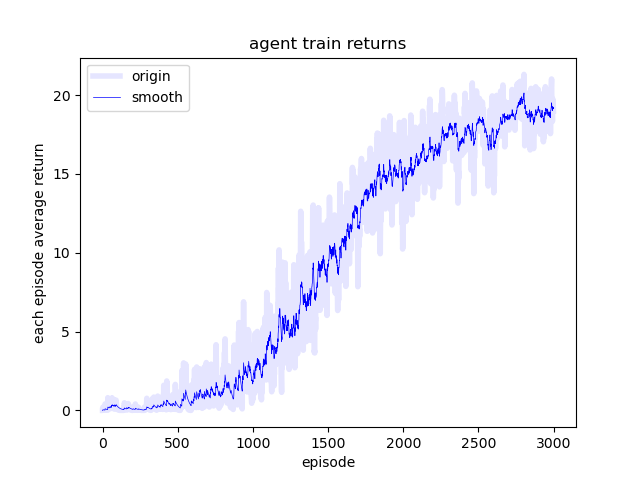 agent train returns
origin
smooth
each episode average return
20
15
10
5
0
0 500 1000 1500 2000 2500 3000
episode